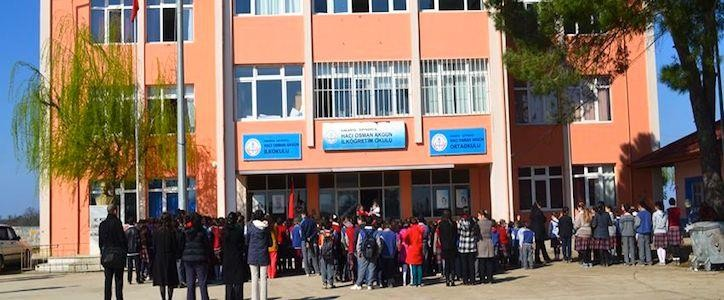 HACI OSMAN AKGÜN
İLKOKULU
HACI OSMAN AKGÜN
İLKÖĞRETİM OKULU
HACI OSMAN AKGÜN
ORTAOKULU